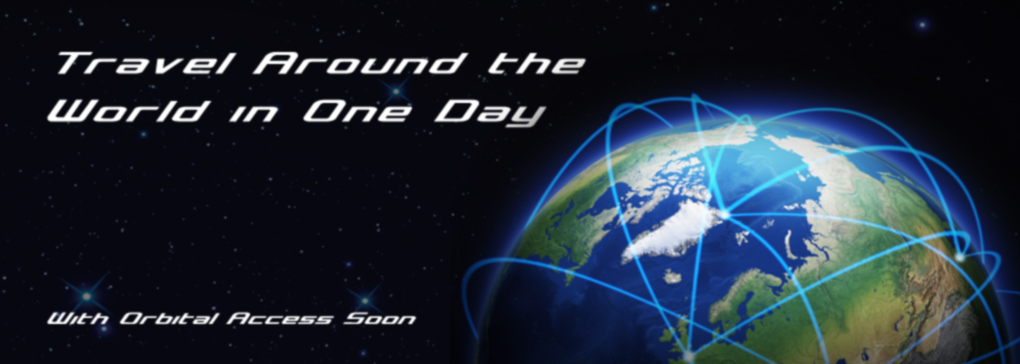 Travel Around the
World in One Day
With Orbital Access Soon